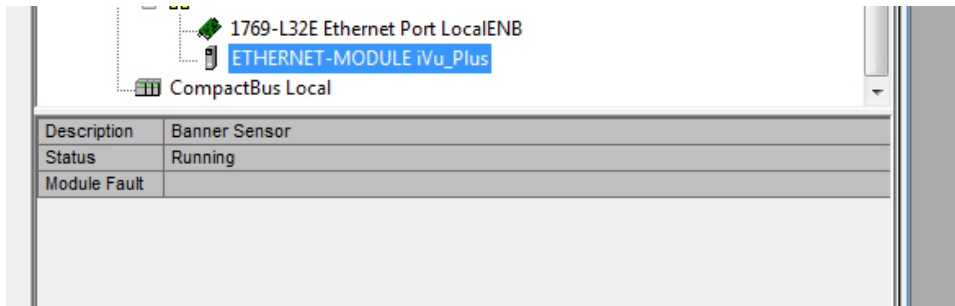 1769-L32E Ethernet Port LocalENB
ETHERNET-MODULE iVu_Plus
CompactBus Local
Description Banner Sensor
Status Running
Module Fault